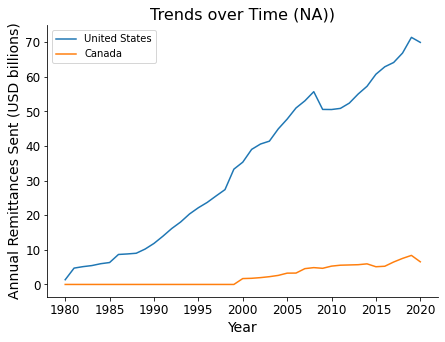 Trends over Time (NA))
United States
Canada
Annual Remittances Sent (USD billions)
70
60
50
40
30
20
10
0
1980 1985 1990 1995 2000 2005 2010 2015 2020
Year